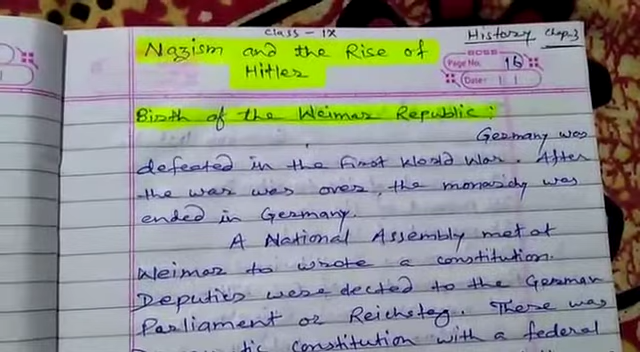 Class - IX
History Chap.3
Nazism and the Rise of
Hitler
Page No. 16
Date: | |
Birth of the Weimar Republic :
Germany was
defeated in the First World War. After
the war was over, the monarchy was
ended in Germany.
A National Assembly met at
Weimar to wrote a constitution.
Deputies were elected to the German
Parliament or Reichstag. There was
constitution with a federal